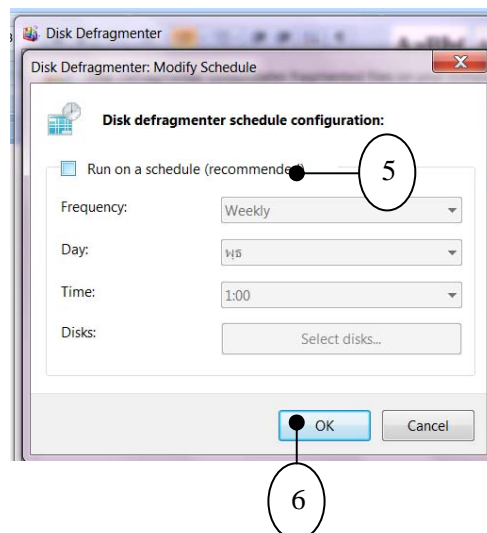 Disk Defragmenter
Disk Defragmenter: Modify Schedule
X
Disk defragmenter schedule configuration:
Run on a schedule (recommended)
5
Frequency:
Weekly
Day:
พุธ
Time:
1:00
Disks:
Select disks...
OK
Cancel
6